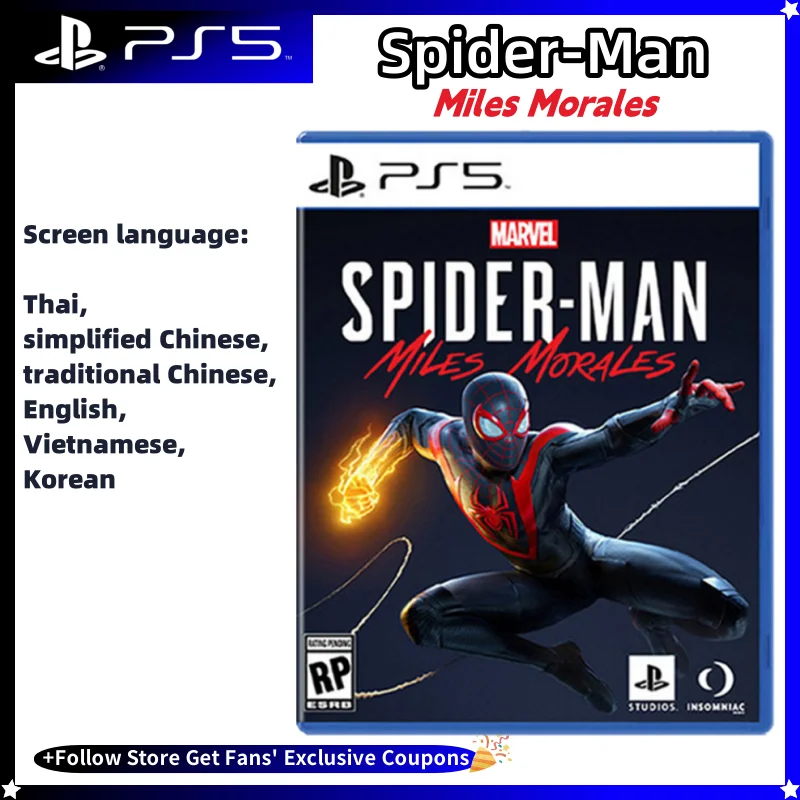 PS5
Spider-Man
Miles Morales
PS5
MARVEL
SPIDER-MAN
MILES MORALES
Screen language:
Thai,
simplified Chinese,
traditional Chinese,
English,
Vietnamese,
Korean
RATING PENDING
RP
ESRB
STUDIOS.
INSOMNIAC
+Follow Store Get Fans' Exclusive Coupons